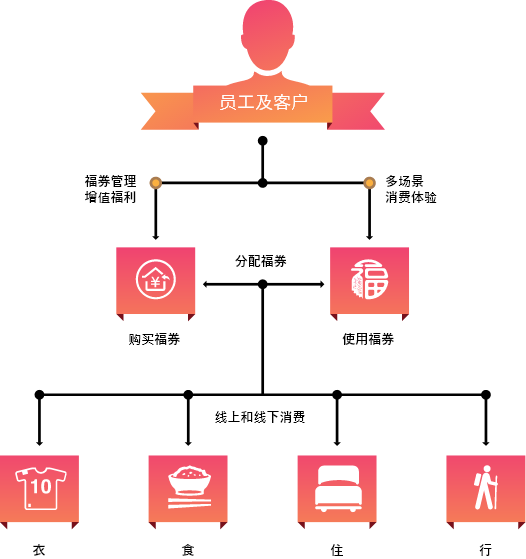 员工及客户
福券管理
增值福利
多场景
消费体验
分配福券
¥
福
购买福券
使用福券
线上和线下消费
10
衣
食
住
行